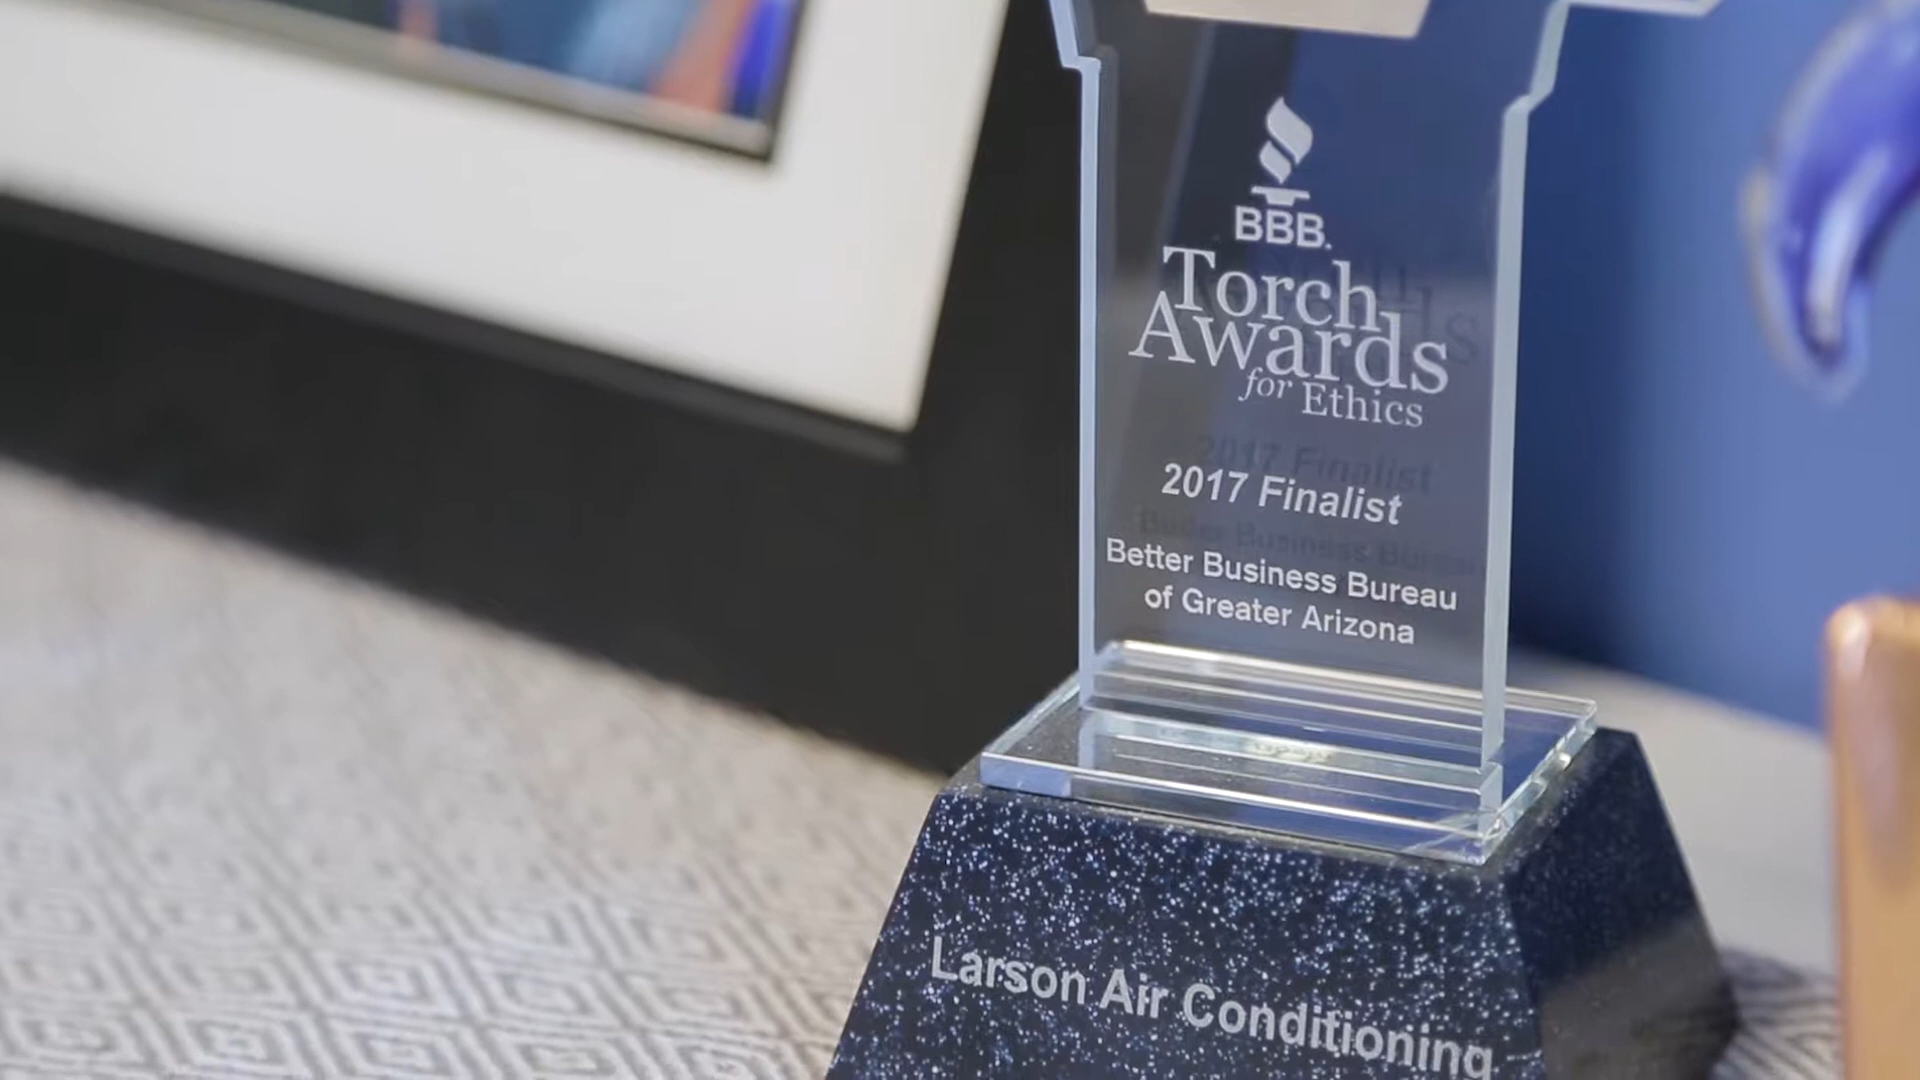 BBB.
Torch
Awards
for Ethics
2017 Finalist
Better Business Bureau
of Greater Arizona
Larson Air Conditioning